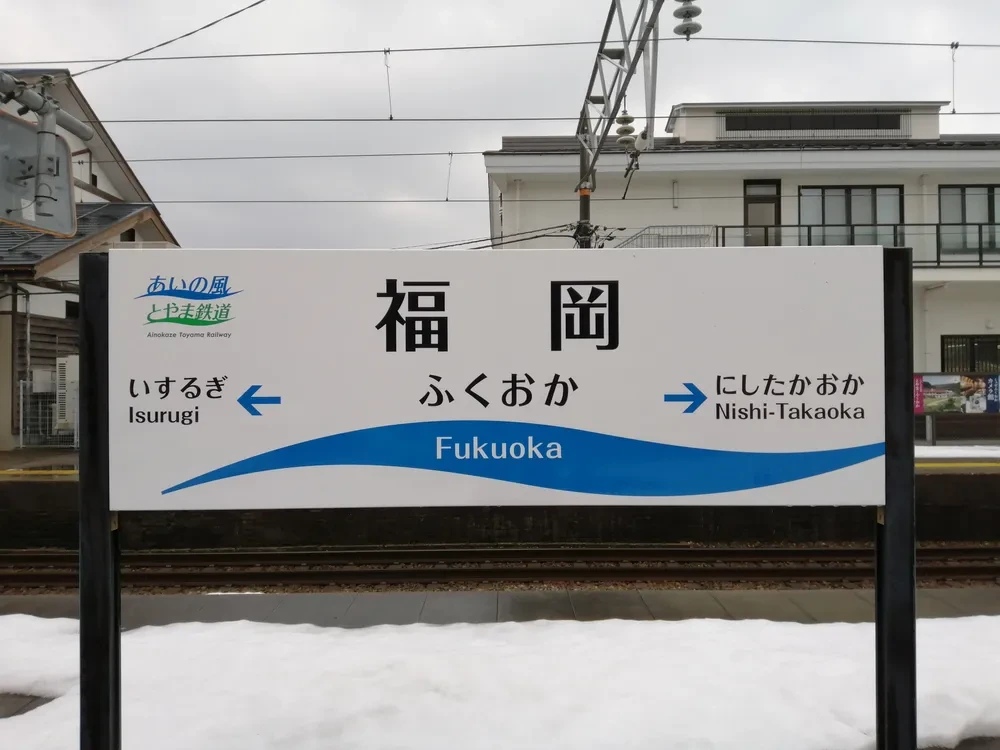 あいの風
とやま鉄道
Ainokaze Toyama Railway
福岡
ふくおか
いするぎ
Isurugi
にしたかおか
Nishi-Takaoka
Fukuoka